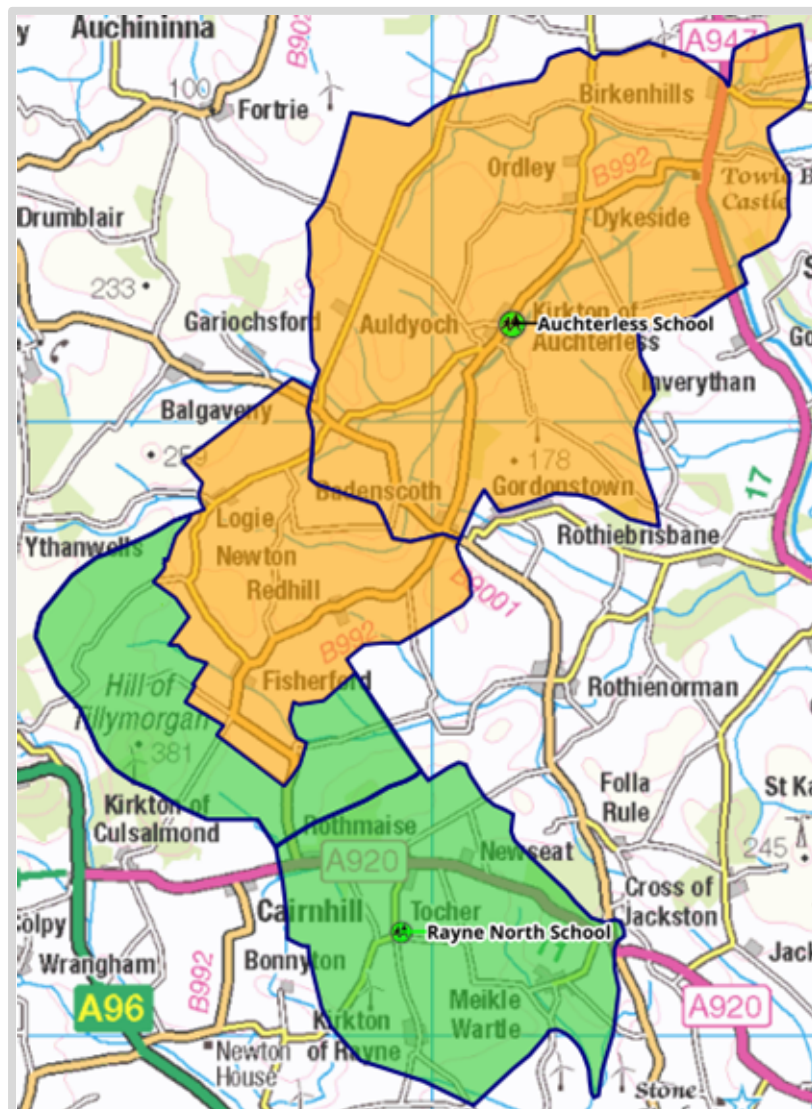 Auchininna
A947
Birkenhills
100
Fortrie
Ordley
B992
Towie
Castle
Drumblair
Dykeside
233
Gariochsford
Auldyoch
Kirkton of
Auchterless
Auchterless School
Inverythan
Balgaveny
178
Badenscoth
Gordonstown
17
Logie
Rothiebrisbane
Ythanwells
Newton
Redhill
B9001
B992
Fisherford
Hill of
Tillymorgan
Rothienorman
381
Folla
Rule
Kirkton of
Culsalmond
Rothmaise
245
A920
Newseat
Cross of
Jackston
Cairnhill
Tocher
Rayne North School
Wrangham
Bonnyton
B992
A96
Meikle
Wartle
A920
Kirkton
of Rayne
Newton
House
Stone